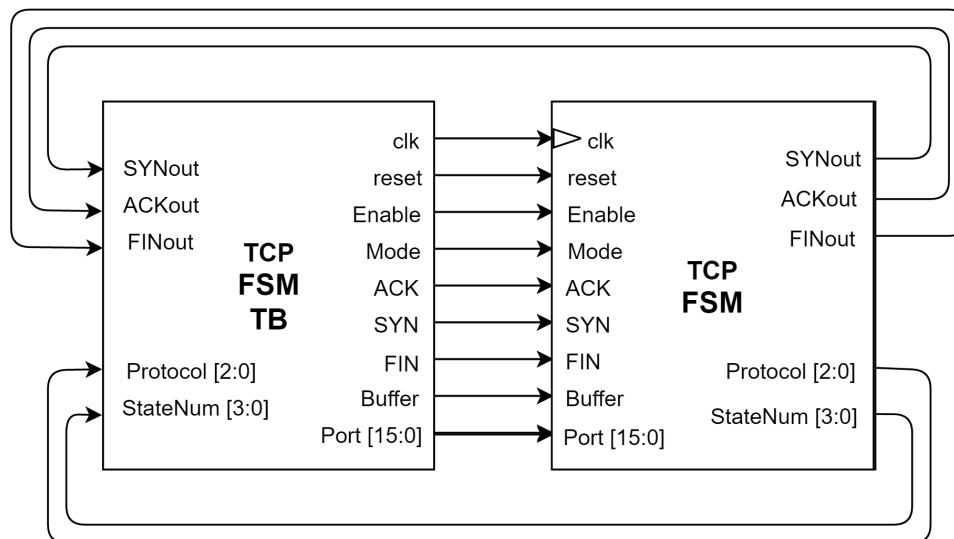 SYNout
ACKout
FINout
TCP
FSM
TB
Protocol [2:0]
StateNum [3:0]
clk
reset
Enable
Mode
ACK
SYN
FIN
Buffer
Port [15:0]
clk
reset
Enable
Mode
ACK
SYN
FIN
Buffer
Port [15:0]
TCP
FSM
SYNout
ACKout
FINout
Protocol [2:0]
StateNum [3:0]